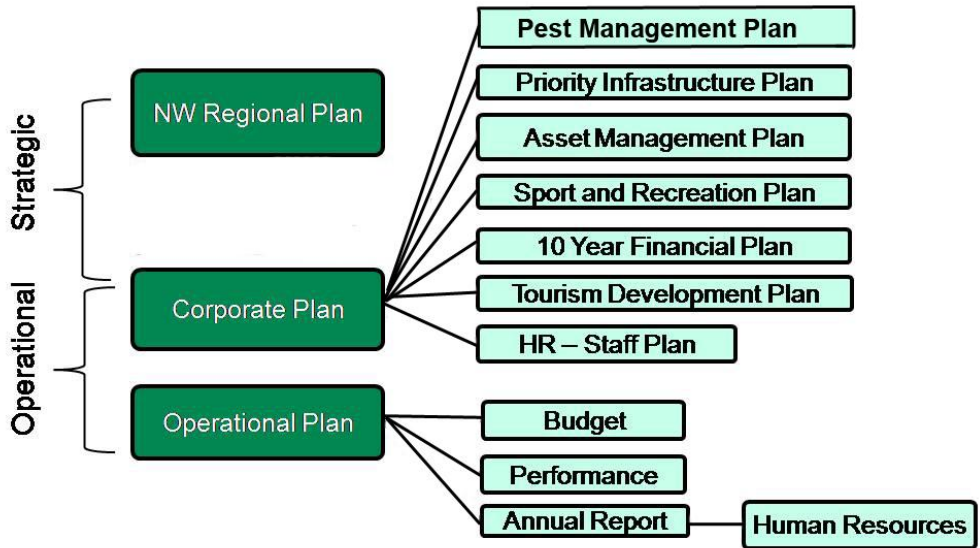 Strategic
Operational
NW Regional Plan
Corporate Plan
Operational Plan
Pest Management Plan
Priority Infrastructure Plan
Asset Management Plan
Sport and Recreation Plan
10 Year Financial Plan
Tourism Development Plan
HR – Staff Plan
Budget
Performance
Annual Report
Human Resources